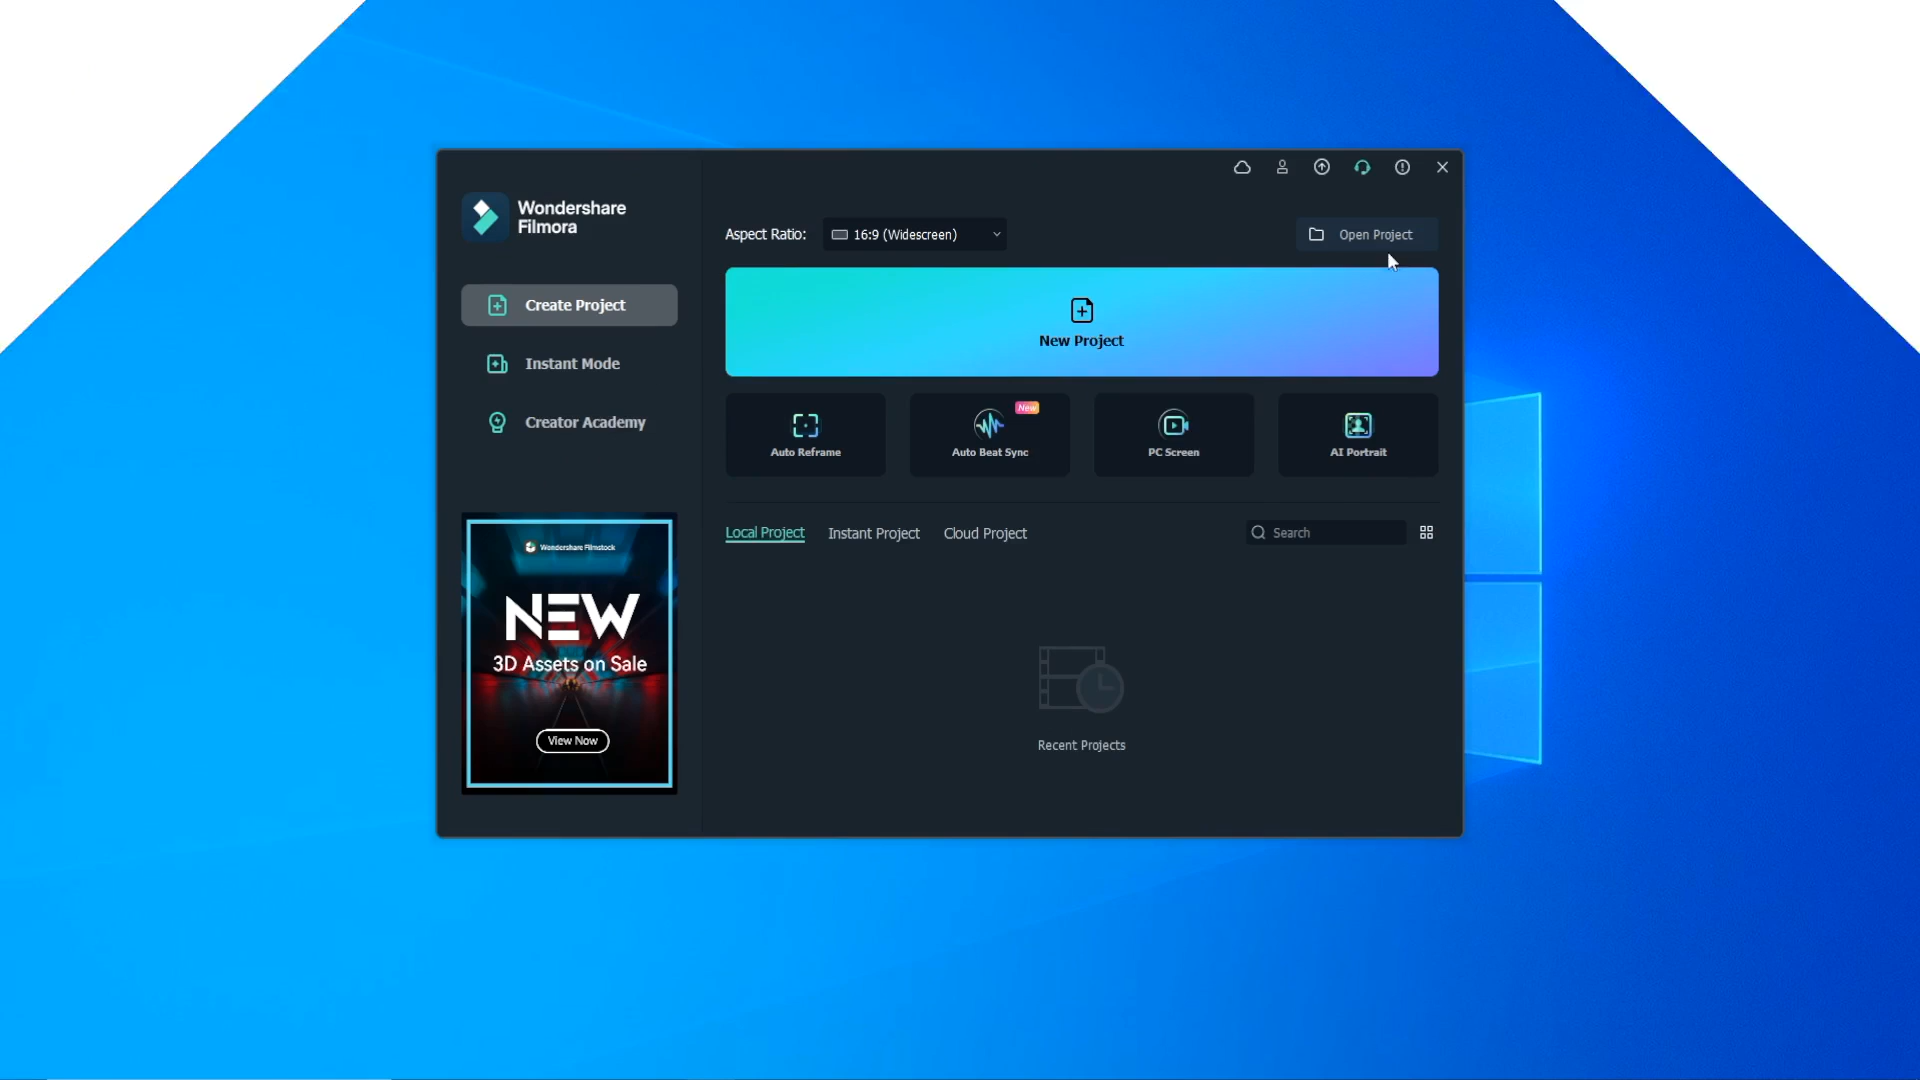 Wondershare
Filmora
Aspect Ratio:
16:9 (Widescreen)
Open Project
Create Project
Instant Mode
Creator Academy
New Project
Auto Reframe
New
Auto Beat Sync
PC Screen
AI Portrait
Local Project
Instant Project
Cloud Project
Search
Wondershare Filmstock
NEW
3D Assets on Sale
View Now
Recent Projects